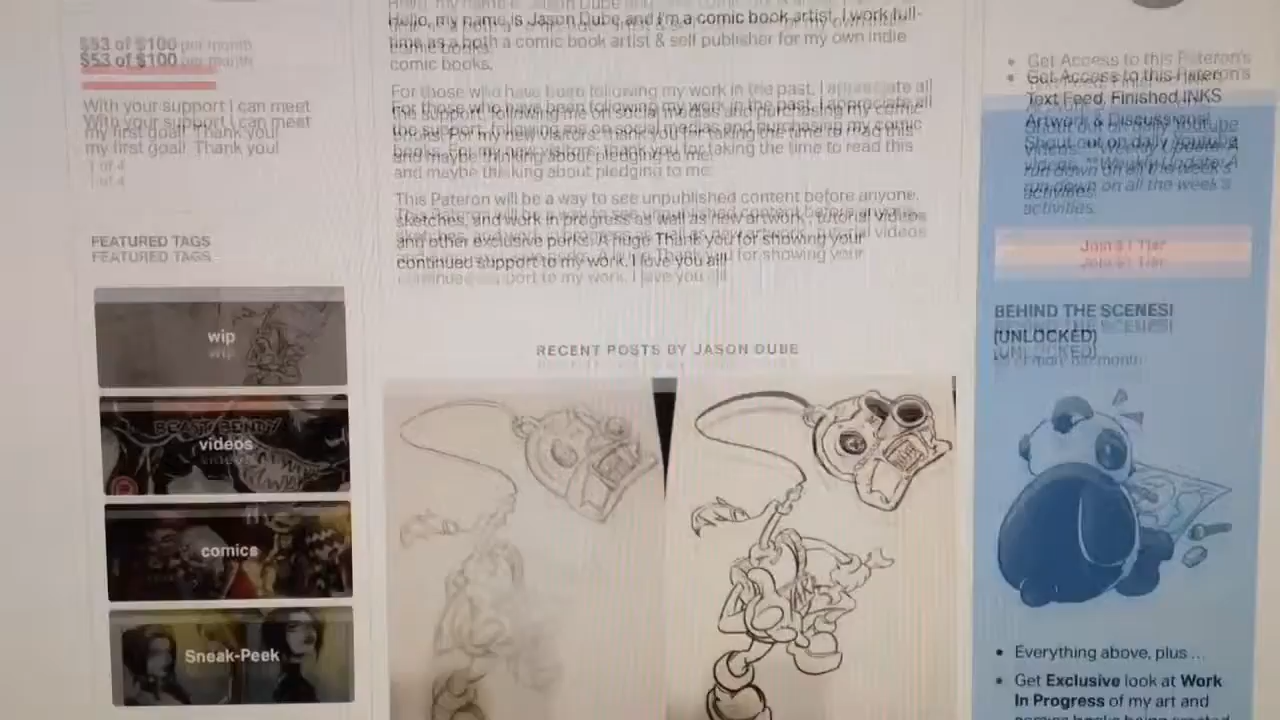 $53 of $100 per month
With your support I can meet
my first goal! Thank you!
1 of 4
FEATURED TAGS
wip
BEAST BENDY
videos
comics
Sneak-Peek
Hello, my name is Jason Dube and I'm a comic book artist. I work full-
time as a both a comic book artist & self publisher for my own indie
comic books.
For those who have been following my work in the past, I appreciate all
the support, following me on social medias and purchasing my comic
books. For my new visitors, thank you for taking the time to read this
and maybe thinking about pledging to me.
This Pateron will be a way to see unpublished content before anyone.
sketches, and work in progress as well as new artwork, tutorial videos
and other exclusive perks. A huge Thank you for showing your
continued support to my work. I love you all!
RECENT POSTS BY JASON DUBE
Get Access to this Pateron's
Text Feed, Finished INKS
Artwork & Discussions!
Shout out on daily Youtube
videos. **Weekly Update: A
run down on all the week's
activities.
Join $1 Tier
BEHIND THE SCENES!
(UNLOCKED)
or more per month
Everything above, plus ...
Get Exclusive look at Work
In Progress of my art and